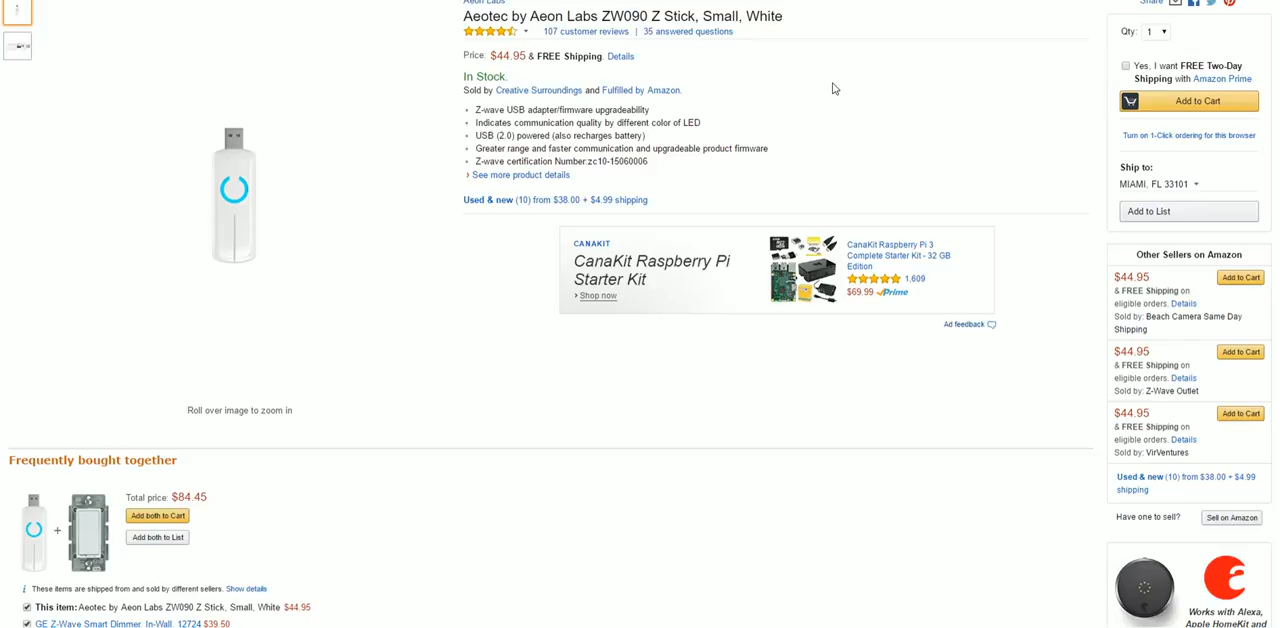 Aeon Labs
Aeotec by Aeon Labs ZW090 Z Stick, Small, White
107 customer reviews | 35 answered questions
Price: $44.95 & FREE Shipping. Details
In Stock.
Sold by Creative Surroundings and Fulfilled by Amazon.
Z-wave USB adapter/firmware upgradeability
Indicates communication quality by different color of LED
USB (2.0) powered (also recharges battery)
Greater range and faster communication and upgradeable product firmware
Z-wave certification Number:zc10-15060006
› See more product details
Used & new (10) from $38.00 + $4.99 shipping
CANAKIT
CanaKit Raspberry Pi
Starter Kit
› Shop now
CanaKit Raspberry Pi 3
Complete Starter Kit - 32 GB
Edition
1,609
$69.99 Prime
Ad feedback
Roll over image to zoom in
Frequently bought together
+
Total price: $84.45
Add both to Cart
Add both to List
i These items are shipped from and sold by different sellers. Show details
This item: Aeotec by Aeon Labs ZW090 Z Stick, Small, White $44.95
GE Z-Wave Smart Dimmer, In-Wall, 12724 $39.50
Share
Qty: 1
Yes, I want FREE Two-Day
Shipping with Amazon Prime
Add to Cart
Turn on 1-Click ordering for this browser
Ship to:
MIAMI, FL 33101
Add to List
Other Sellers on Amazon
$44.95 Add to Cart
& FREE Shipping on
eligible orders. Details
Sold by: Beach Camera Same Day
Shipping
$44.95 Add to Cart
& FREE Shipping on
eligible orders. Details
Sold by: Z-Wave Outlet
$44.95 Add to Cart
& FREE Shipping on
eligible orders. Details
Sold by: VirVentures
Used & new (10) from $38.00 + $4.99
shipping
Have one to sell? Sell on Amazon
Works with Alexa,
Apple HomeKit and